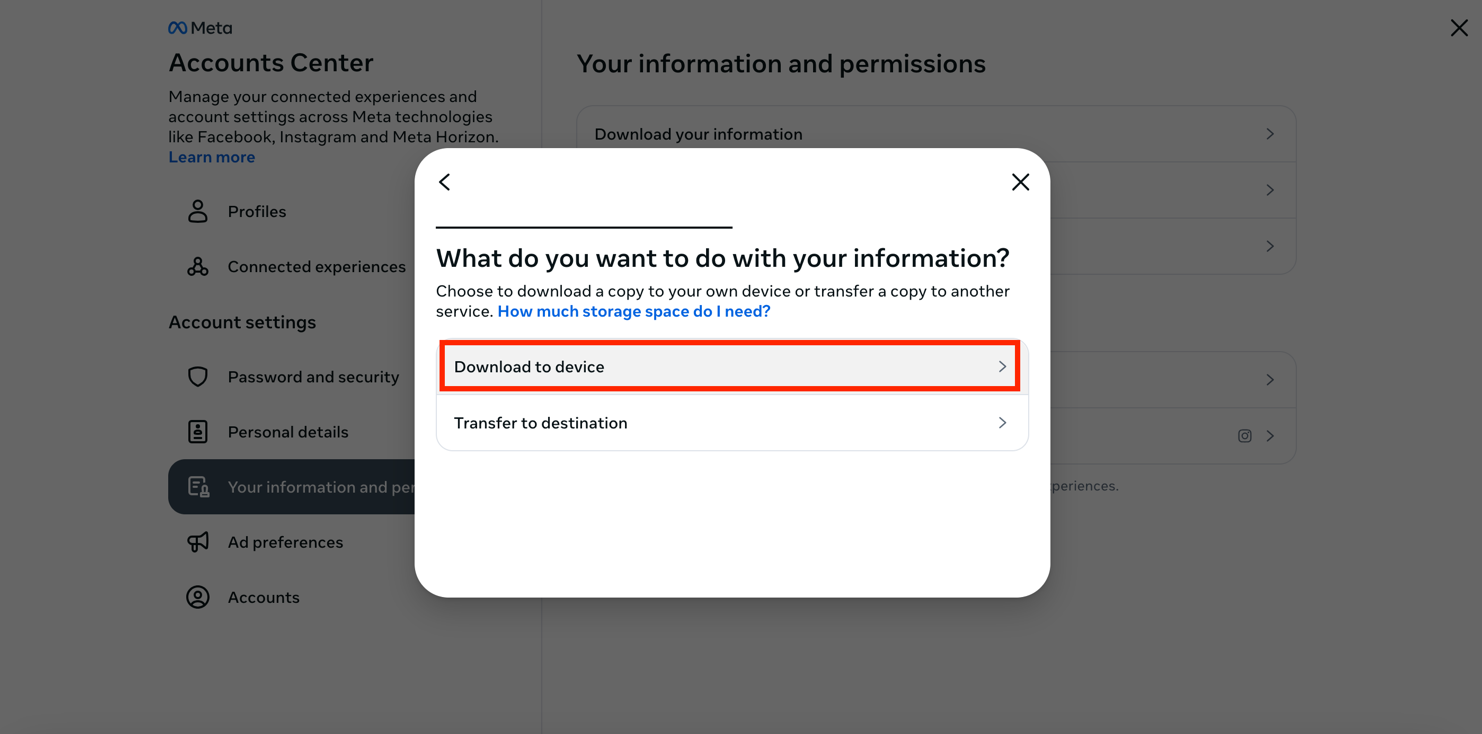 Meta
Accounts Center
Manage your connected experiences and
account settings across Meta technologies
like Facebook, Instagram and Meta Horizon.
Learn more
Profiles
Connected experiences
Account settings
Password and security
Personal details
Your information and per
Ad preferences
Accounts
Your information and permissions
Download your information
periences.
What do you want to do with your information?
Choose to download a copy to your own device or transfer a copy to another
service. How much storage space do I need?
Download to device
Transfer to destination